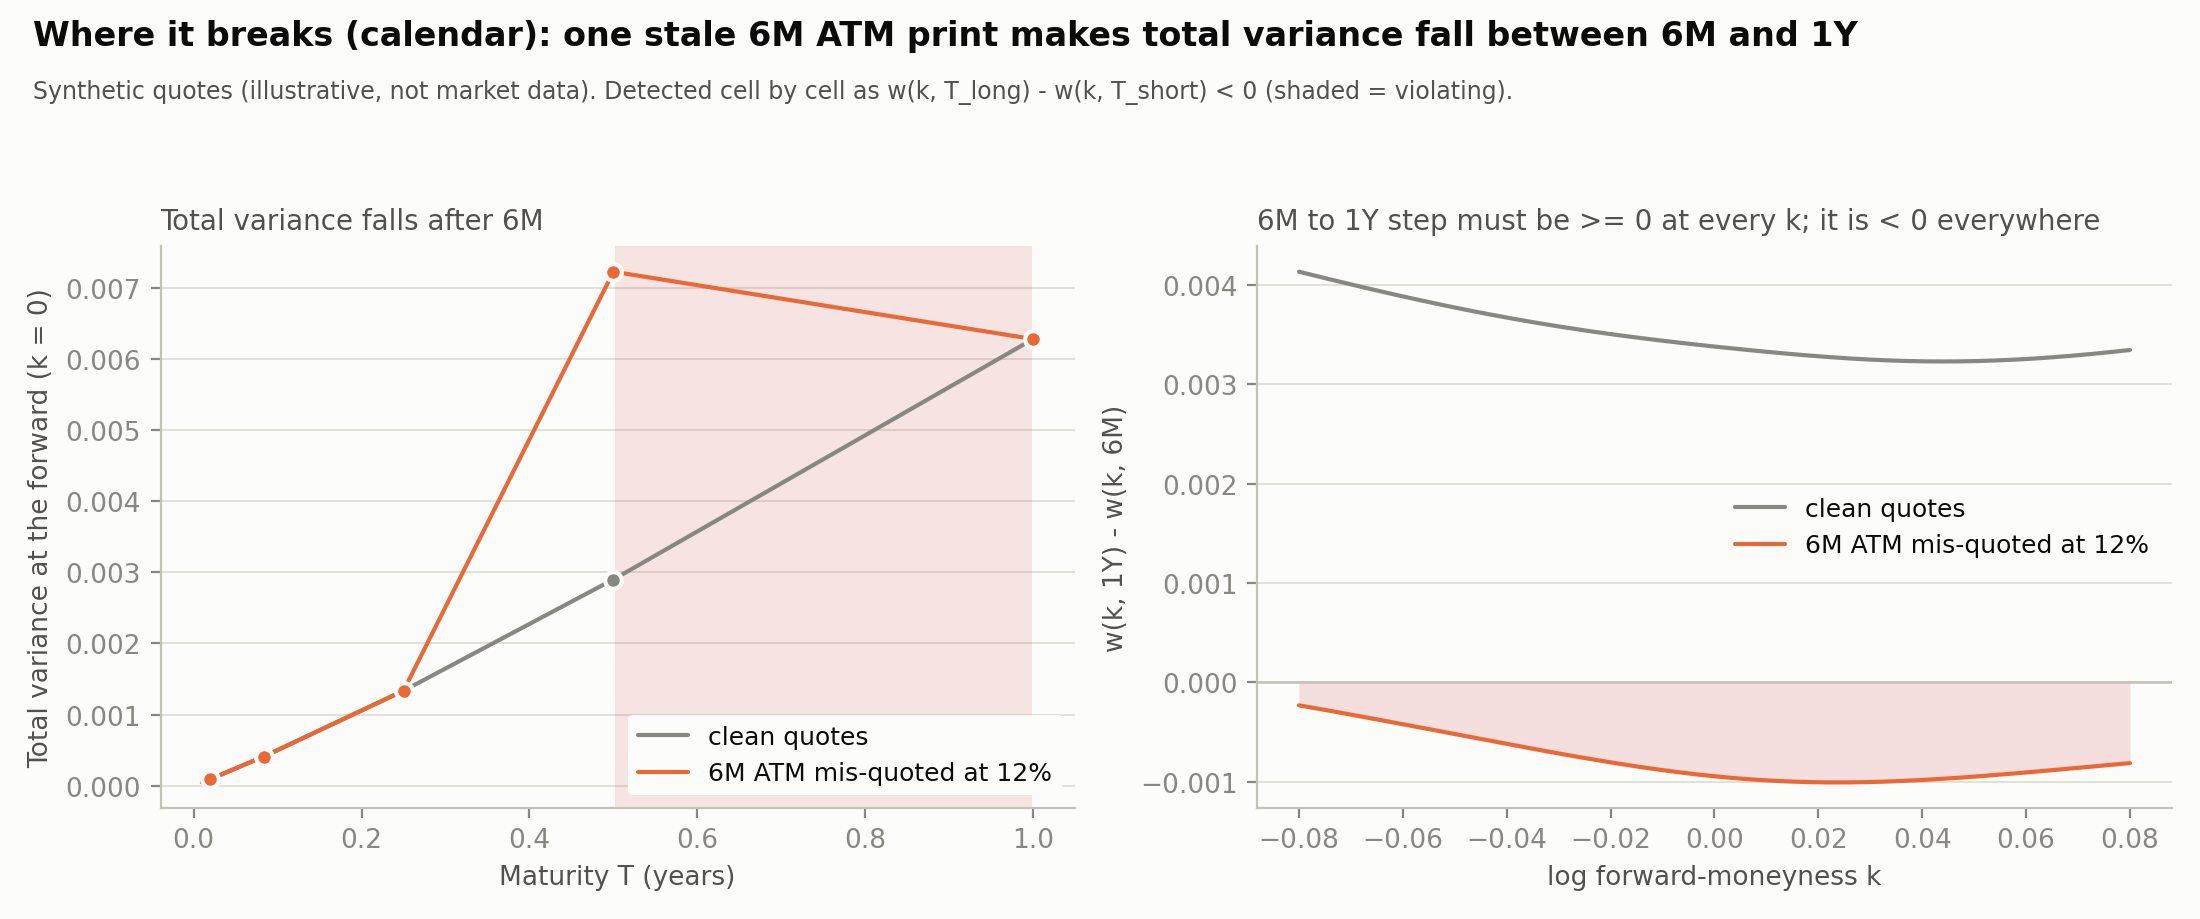 Where it breaks (calendar): one stale 6M ATM print makes total variance fall between 6M and 1Y
Synthetic quotes (illustrative, not market data). Detected cell by cell as w(k, T_long) - w(k, T_short) < 0 (shaded = violating).
Total variance falls after 6M
Total variance at the forward (k = 0)
0.007
0.006
0.005
0.004
0.003
0.002
0.001
0.000
clean quotes
6M ATM mis-quoted at 12%
0.0 0.2 0.4 0.6 0.8 1.0
Maturity T (years)
6M to 1Y step must be >= 0 at every k; it is < 0 everywhere
w(k, 1Y) - w(k, 6M)
0.004
0.003
0.002
0.001
0.000
−0.001
clean quotes
6M ATM mis-quoted at 12%
−0.08 −0.06 −0.04 −0.02 0.00 0.02 0.04 0.06 0.08
log forward-moneyness k